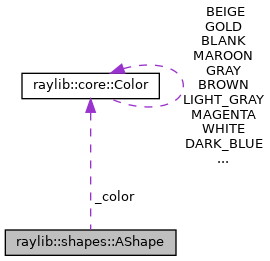 BEIGE
GOLD
BLANK
MAROON
GRAY
BROWN
LIGHT_GRAY
MAGENTA
WHITE
DARK_BLUE
...
raylib::core::Color
_color
raylib::shapes::AShape